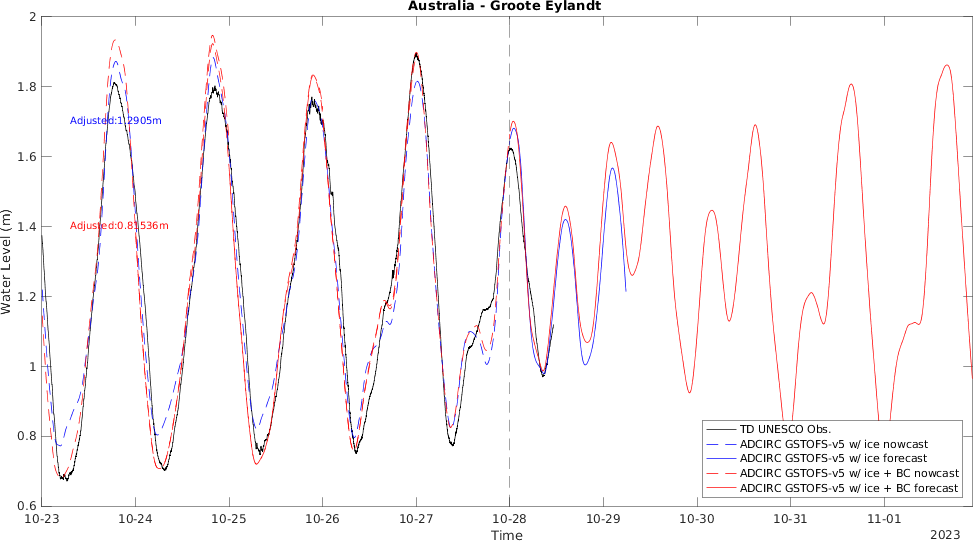 Australia - Groote Eylandt
2
1.8
1.6
1.4
1.2
1
0.8
0.6
Water Level (m)
Adjusted:1.2905m
Adjusted:0.81536m
TD UNESCO Obs.
ADCIRC GSTOFS-v5 w/ ice nowcast
ADCIRC GSTOFS-v5 w/ ice forecast
ADCIRC GSTOFS-v5 w/ ice + BC nowcast
ADCIRC GSTOFS-v5 w/ ice + BC forecast
10-23 10-24 10-25 10-26 10-27 10-28 10-29 10-30 10-31 11-01
Time
2023